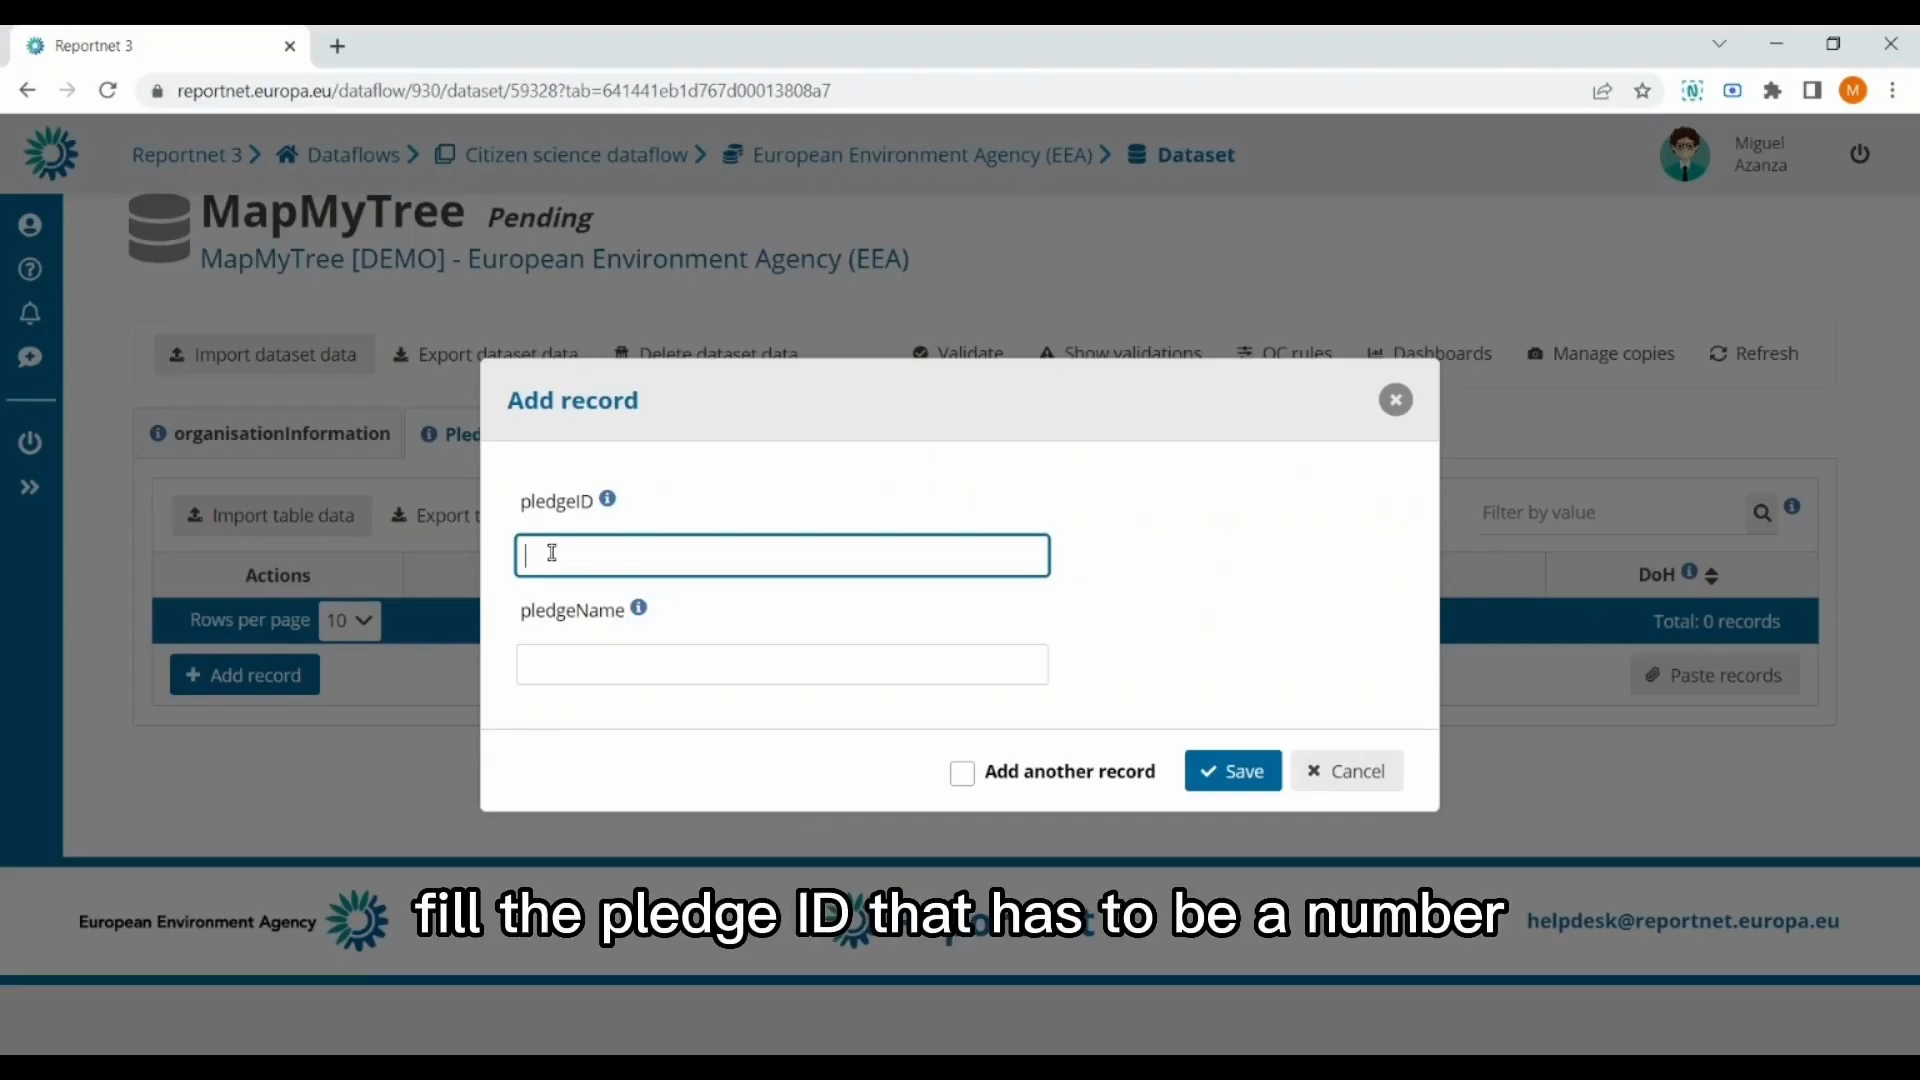 Reportnet 3
reportnet.europa.eu/dataflow/930/dataset/59328?tab=641441eb1d767d00013808a7
M
Reportnet 3 Dataflows Citizen science dataflow European Environment Agency (EEA) Dataset
Miguel
Azanza
MapMyTree Pending
MapMyTree [DEMO] - European Environment Agency (EEA)
Import dataset data Export dataset data Delete dataset data Validate Show validations QC rules Dashboards Manage copies Refresh
Add record
organisationInformation Pled
pledgeID
Import table data Export t
Filter by value
Actions
DoH
pledgeName
Rows per page 10
Total: 0 records
Add record
Paste records
Add another record Save Cancel
European Environment Agency
fill the pledge ID that has to be a number
helpdesk@reportnet.europa.eu